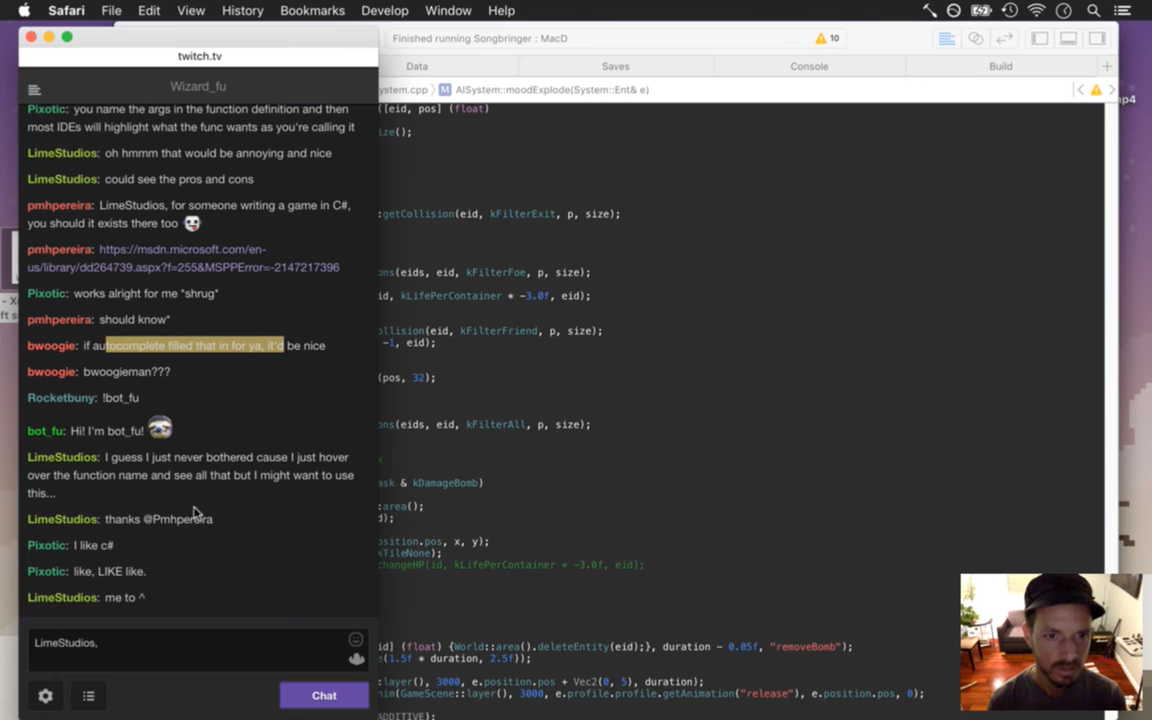 Safari File Edit View History Bookmarks Develop Window Help
Finished running Songbringer : MacD
10
twitch.tv
Data Saves Console Build
Wizard_fu
ystem.cpp AISystem::moodExplode(System::Ent& e)
mp4
Pixotic: you name the args in the function definition and then
most IDEs will highlight what the func wants as you're calling it
LimeStudios: oh hmmm that would be annoying and nice
LimeStudios: could see the pros and cons
pmhpereira: LimeStudios, for someone writing a game in C#,
you should it exists there too
pmhpereira: https://msdn.microsoft.com/en-
us/library/dd264739.aspx?f=255&MSPPError=-2147217396
Pixotic: works alright for me *shrug*
pmhpereira: should know*
bwoogie: if autocomplete filled that in for ya, it'd be nice
bwoogie: bwoogieman???
Rocketbuny: !bot_fu
bot_fu: Hi! I'm bot_fu!
LimeStudios: I guess I just never bothered cause I just hover
over the function name and see all that but I might want to use
this...
LimeStudios: thanks @Pmhpereira
Pixotic: I like c#
Pixotic: like, LIKE like.
LimeStudios: me to ^
LimeStudios,
Chat
([eid, pos] (float)
ize();
:getCollision(eid, kFilterExit, p, size);
ons(eids, eid, kFilterFoe, p, size);
id, kLifePerContainer * -3.0f, eid);
ollision(eid, kFilterFriend, p, size);
-1, eid);
(pos, 32);
ons(eids, eid, kFilterAll, p, size);
ask & kDamageBomb)
:area();
d);
osition.pos, x, y);
kTileNone);
changeHP(id, kLifePerContainer * -3.0f, eid);
id] (float) {World::area().deleteEntity(eid);}, duration - 0.05f, "removeBomb");
e(1.5f * duration, 2.5f));
:layer(), 3000, e.position.pos + Vec2(0, 5), duration);
nim(GameScene::layer(), 3000, e.profile.profile.getAnimation("release"), e.position.pos, 0);
ADDITIVE);